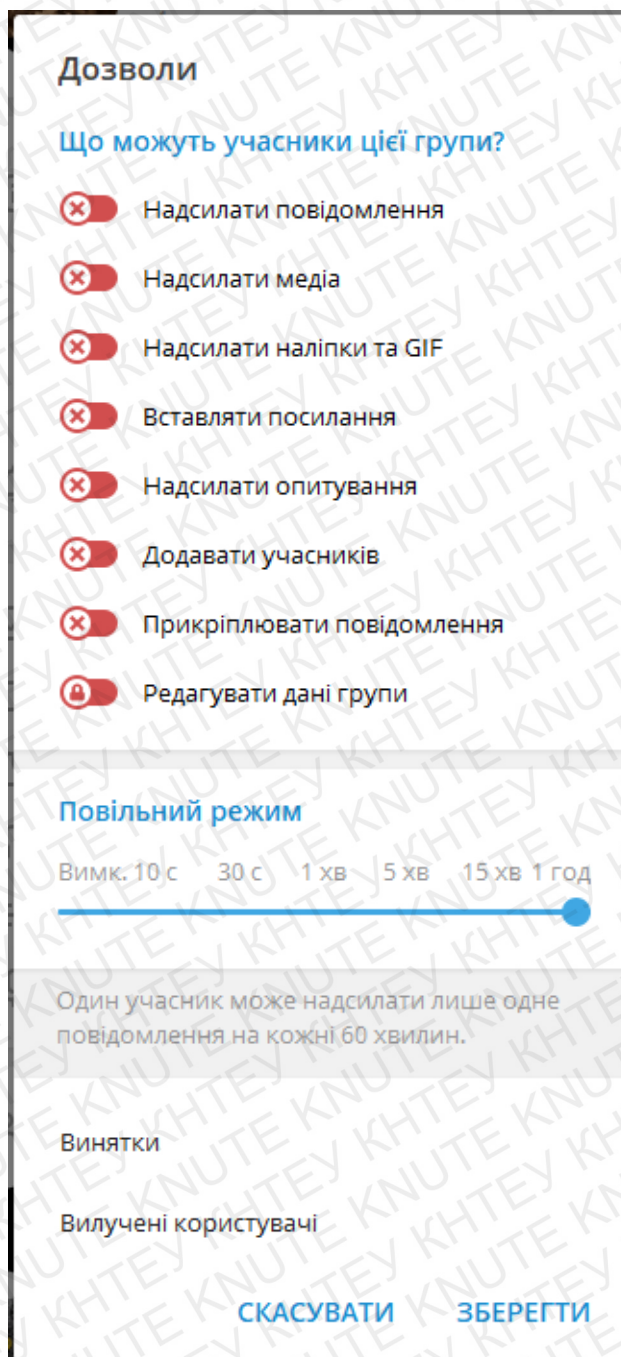 Дозволи
Що можуть учасники цієї групи?
Надсилати повідомлення
Надсилати медіа
Надсилати наліпки та GIF
Вставляти посилання
Надсилати опитування
Додавати учасників
Прикріплювати повідомлення
Редагувати дані групи
Повільний режим
Вимк. 10 с 30 с 1 хв 5 хв 15 хв 1 год
Один учасник може надсилати лише одне
повідомлення на кожні 60 хвилин.
Винятки
Вилучені користувачі
СКАСУВАТИ ЗБЕРЕГТИ
KNUTE КНТЕУ